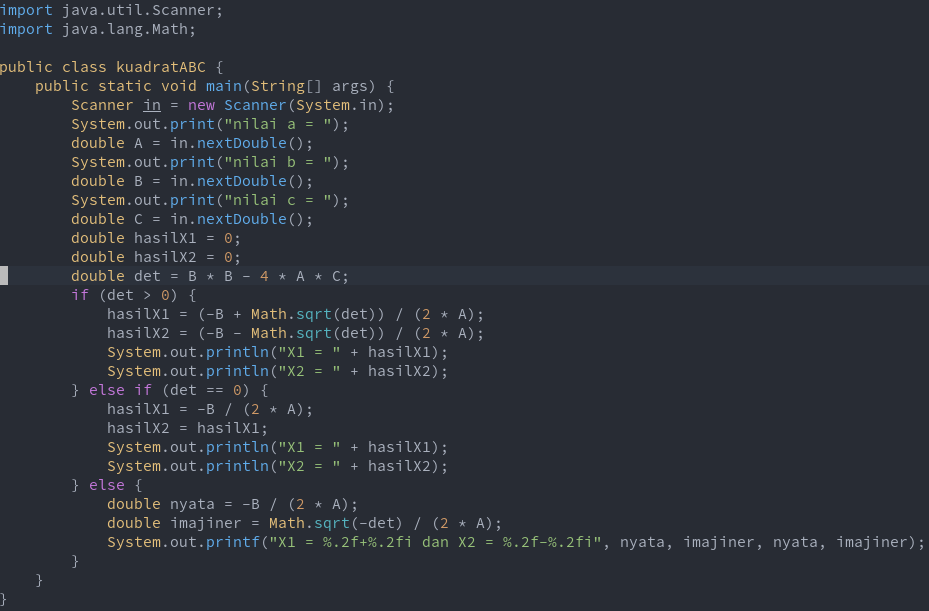 import java.util.Scanner;
import java.lang.Math;

public class kuadratABC {
    public static void main(String[] args) {
        Scanner in = new Scanner(System.in);
        System.out.print("nilai a = ");
        double A = in.nextDouble();
        System.out.print("nilai b = ");
        double B = in.nextDouble();
        System.out.print("nilai c = ");
        double C = in.nextDouble();
        double hasilX1 = 0;
        double hasilX2 = 0;
        double det = B * B - 4 * A * C;
        if (det > 0) {
            hasilX1 = (-B + Math.sqrt(det)) / (2 * A);
            hasilX2 = (-B - Math.sqrt(det)) / (2 * A);
            System.out.println("X1 = " + hasilX1);
            System.out.println("X2 = " + hasilX2);
        } else if (det == 0) {
            hasilX1 = -B / (2 * A);
            hasilX2 = hasilX1;
            System.out.println("X1 = " + hasilX1);
            System.out.println("X2 = " + hasilX2);
        } else {
            double nyata = -B / (2 * A);
            double imajiner = Math.sqrt(-det) / (2 * A);
            System.out.printf("X1 = %.2f+%.2fi dan X2 = %.2f-%.2fi", nyata, imajiner, nyata, imajiner);
        }
    }
}